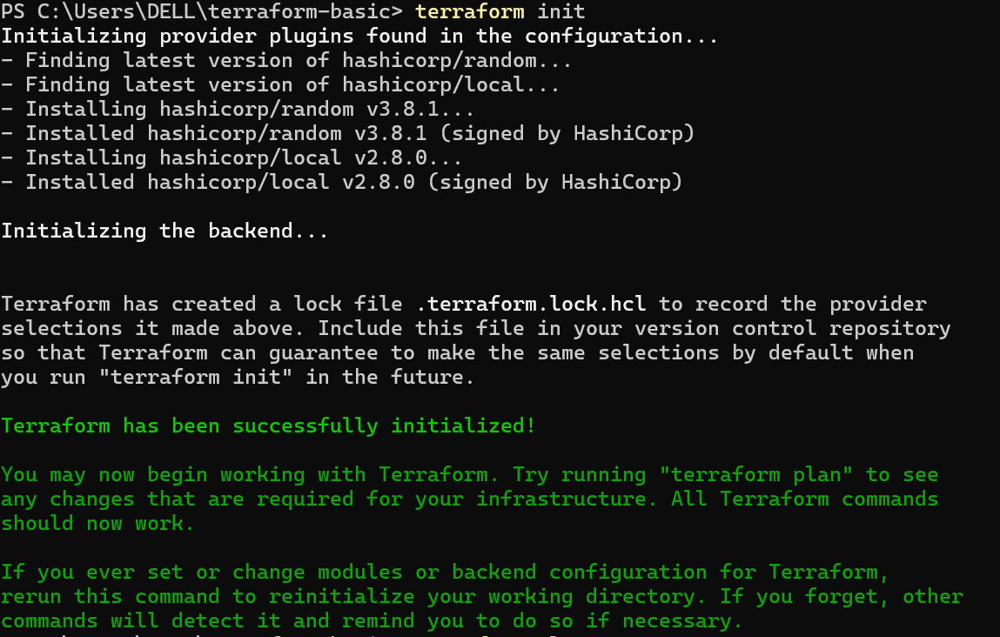 PS C:\Users\DELL\terraform-basic> terraform init
Initializing provider plugins found in the configuration...
- Finding latest version of hashicorp/random...
- Finding latest version of hashicorp/local...
- Installing hashicorp/random v3.8.1...
- Installed hashicorp/random v3.8.1 (signed by HashiCorp)
- Installing hashicorp/local v2.8.0...
- Installed hashicorp/local v2.8.0 (signed by HashiCorp)
Initializing the backend...
Terraform has created a lock file .terraform.lock.hcl to record the provider
selections it made above. Include this file in your version control repository
so that Terraform can guarantee to make the same selections by default when
you run "terraform init" in the future.
Terraform has been successfully initialized!
You may now begin working with Terraform. Try running "terraform plan" to see
any changes that are required for your infrastructure. All Terraform commands
should now work.
If you ever set or change modules or backend configuration for Terraform,
rerun this command to reinitialize your working directory. If you forget, other
commands will detect it and remind you to do so if necessary.